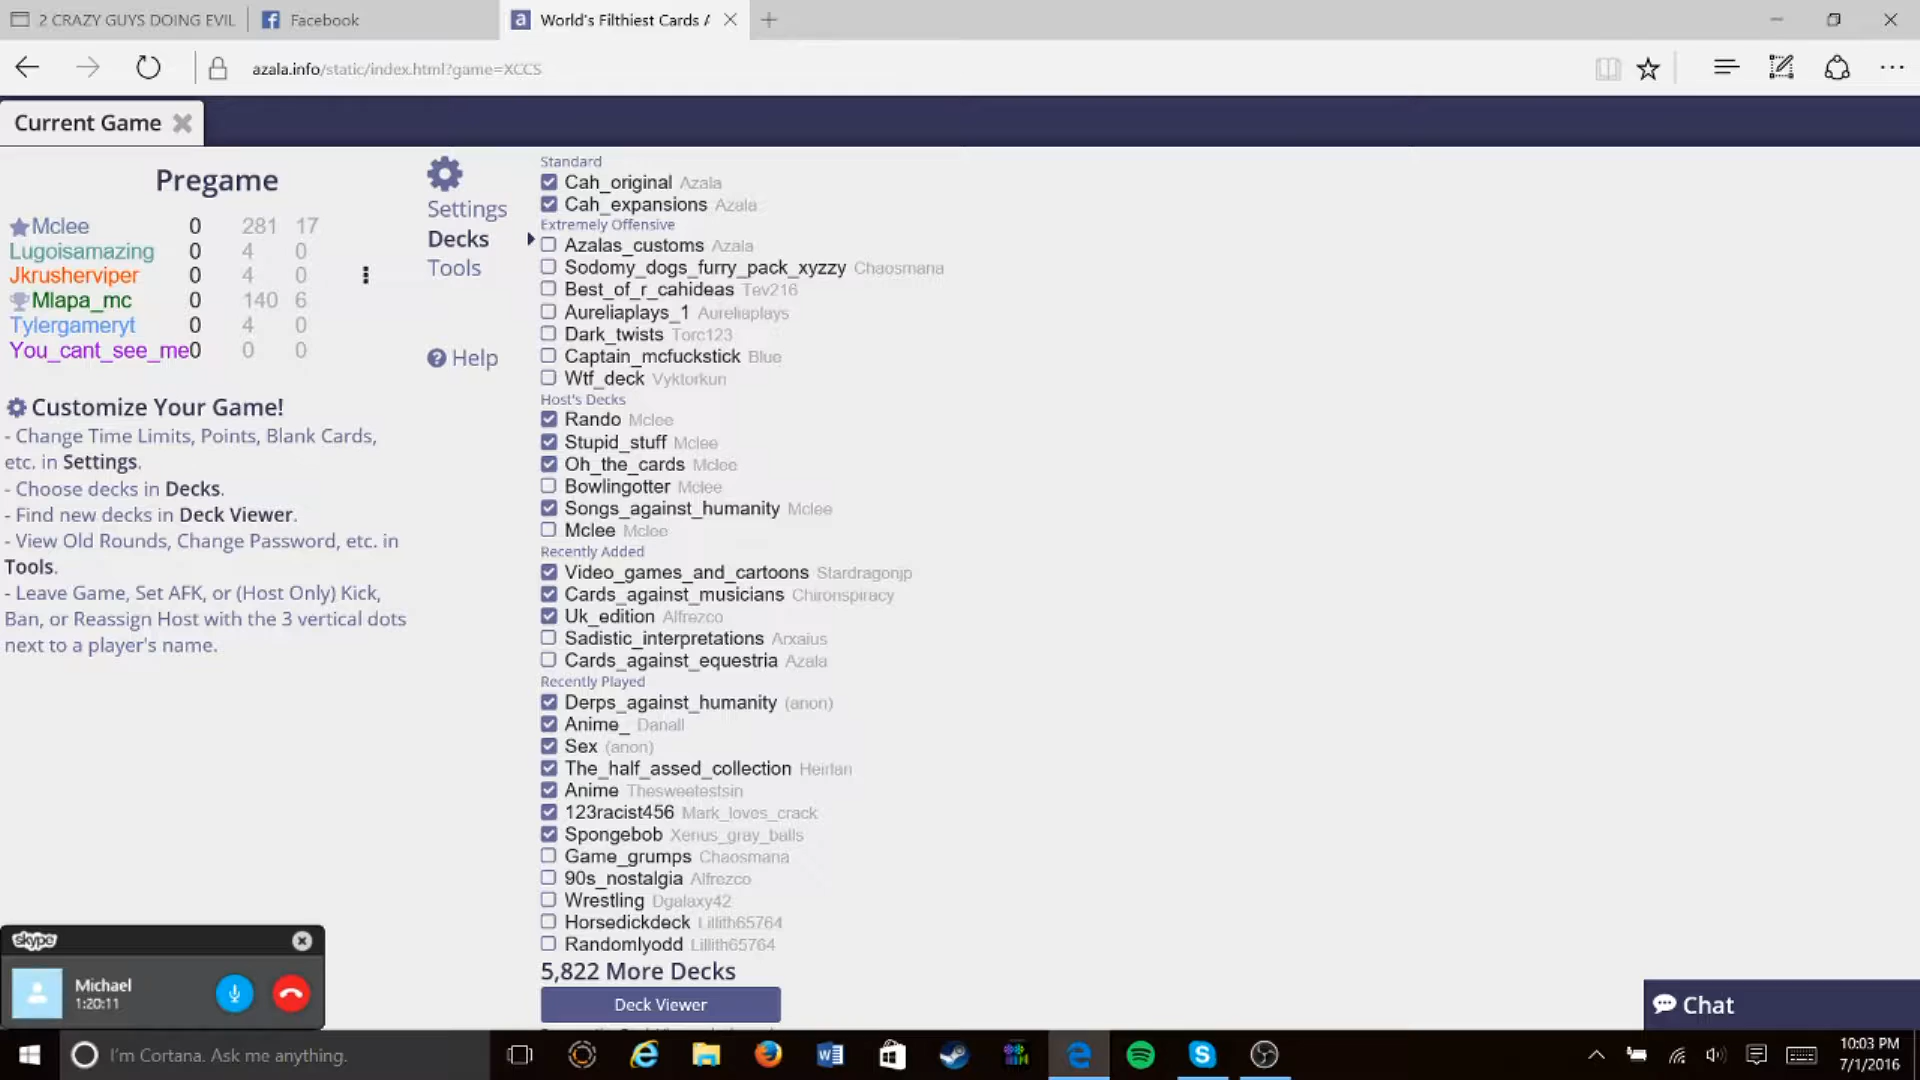 2 CRAZY GUYS DOING EVIL
Facebook
World's Filthiest Cards A
azala.info/static/index.html?game=XCCS
Current Game
Pregame
Mclee 0 281 17
Lugoisamazing 0 4 0
Jkrusherviper 0 4 0
Mlapa_mc 0 140 6
Tylergameryt 0 4 0
You_cant_see_me 0 0 0
Customize Your Game!
- Change Time Limits, Points, Blank Cards,
etc. in Settings.
- Choose decks in Decks.
- Find new decks in Deck Viewer.
- View Old Rounds, Change Password, etc. in
Tools.
- Leave Game, Set AFK, or (Host Only) Kick,
Ban, or Reassign Host with the 3 vertical dots
next to a player's name.
Settings
Decks
Tools
Help
Standard
Cah_original Azala
Cah_expansions Azala
Extremely Offensive
Azalas_customs Azala
Sodomy_dogs_furry_pack_xyzzy Chaosmana
Best_of_r_cahideas Tev216
Aureliaplays_1 Aureliaplays
Dark_twists Torc123
Captain_mcfuckstick Blue
Wtf_deck Vyktorkun
Host's Decks
Rando Mclee
Stupid_stuff Mclee
Oh_the_cards Mclee
Bowlingotter Mclee
Songs_against_humanity Mclee
Mclee Mclee
Recently Added
Video_games_and_cartoons Stardragonjp
Cards_against_musicians Chironspiracy
Uk_edition Alfrezco
Sadistic_interpretations Arxaius
Cards_against_equestria Azala
Recently Played
Derps_against_humanity (anon)
Anime_ Danall
Sex (anon)
The_half_assed_collection
Anime Thesweetestsin
123racist456 Mark_loves_crack
Spongebob Xenus_gray_balls
Game_grumps Chaosmana
90s_nostalgia Alfrezco
Wrestling Dgalaxy42
Horsedickdeck Lillith65764
Randomlyodd Lillith65764
5,822 More Decks
Deck Viewer
skype
Michael
1:20:11
Chat
I'm Cortana. Ask me anything.
10:03 PM
7/1/2016